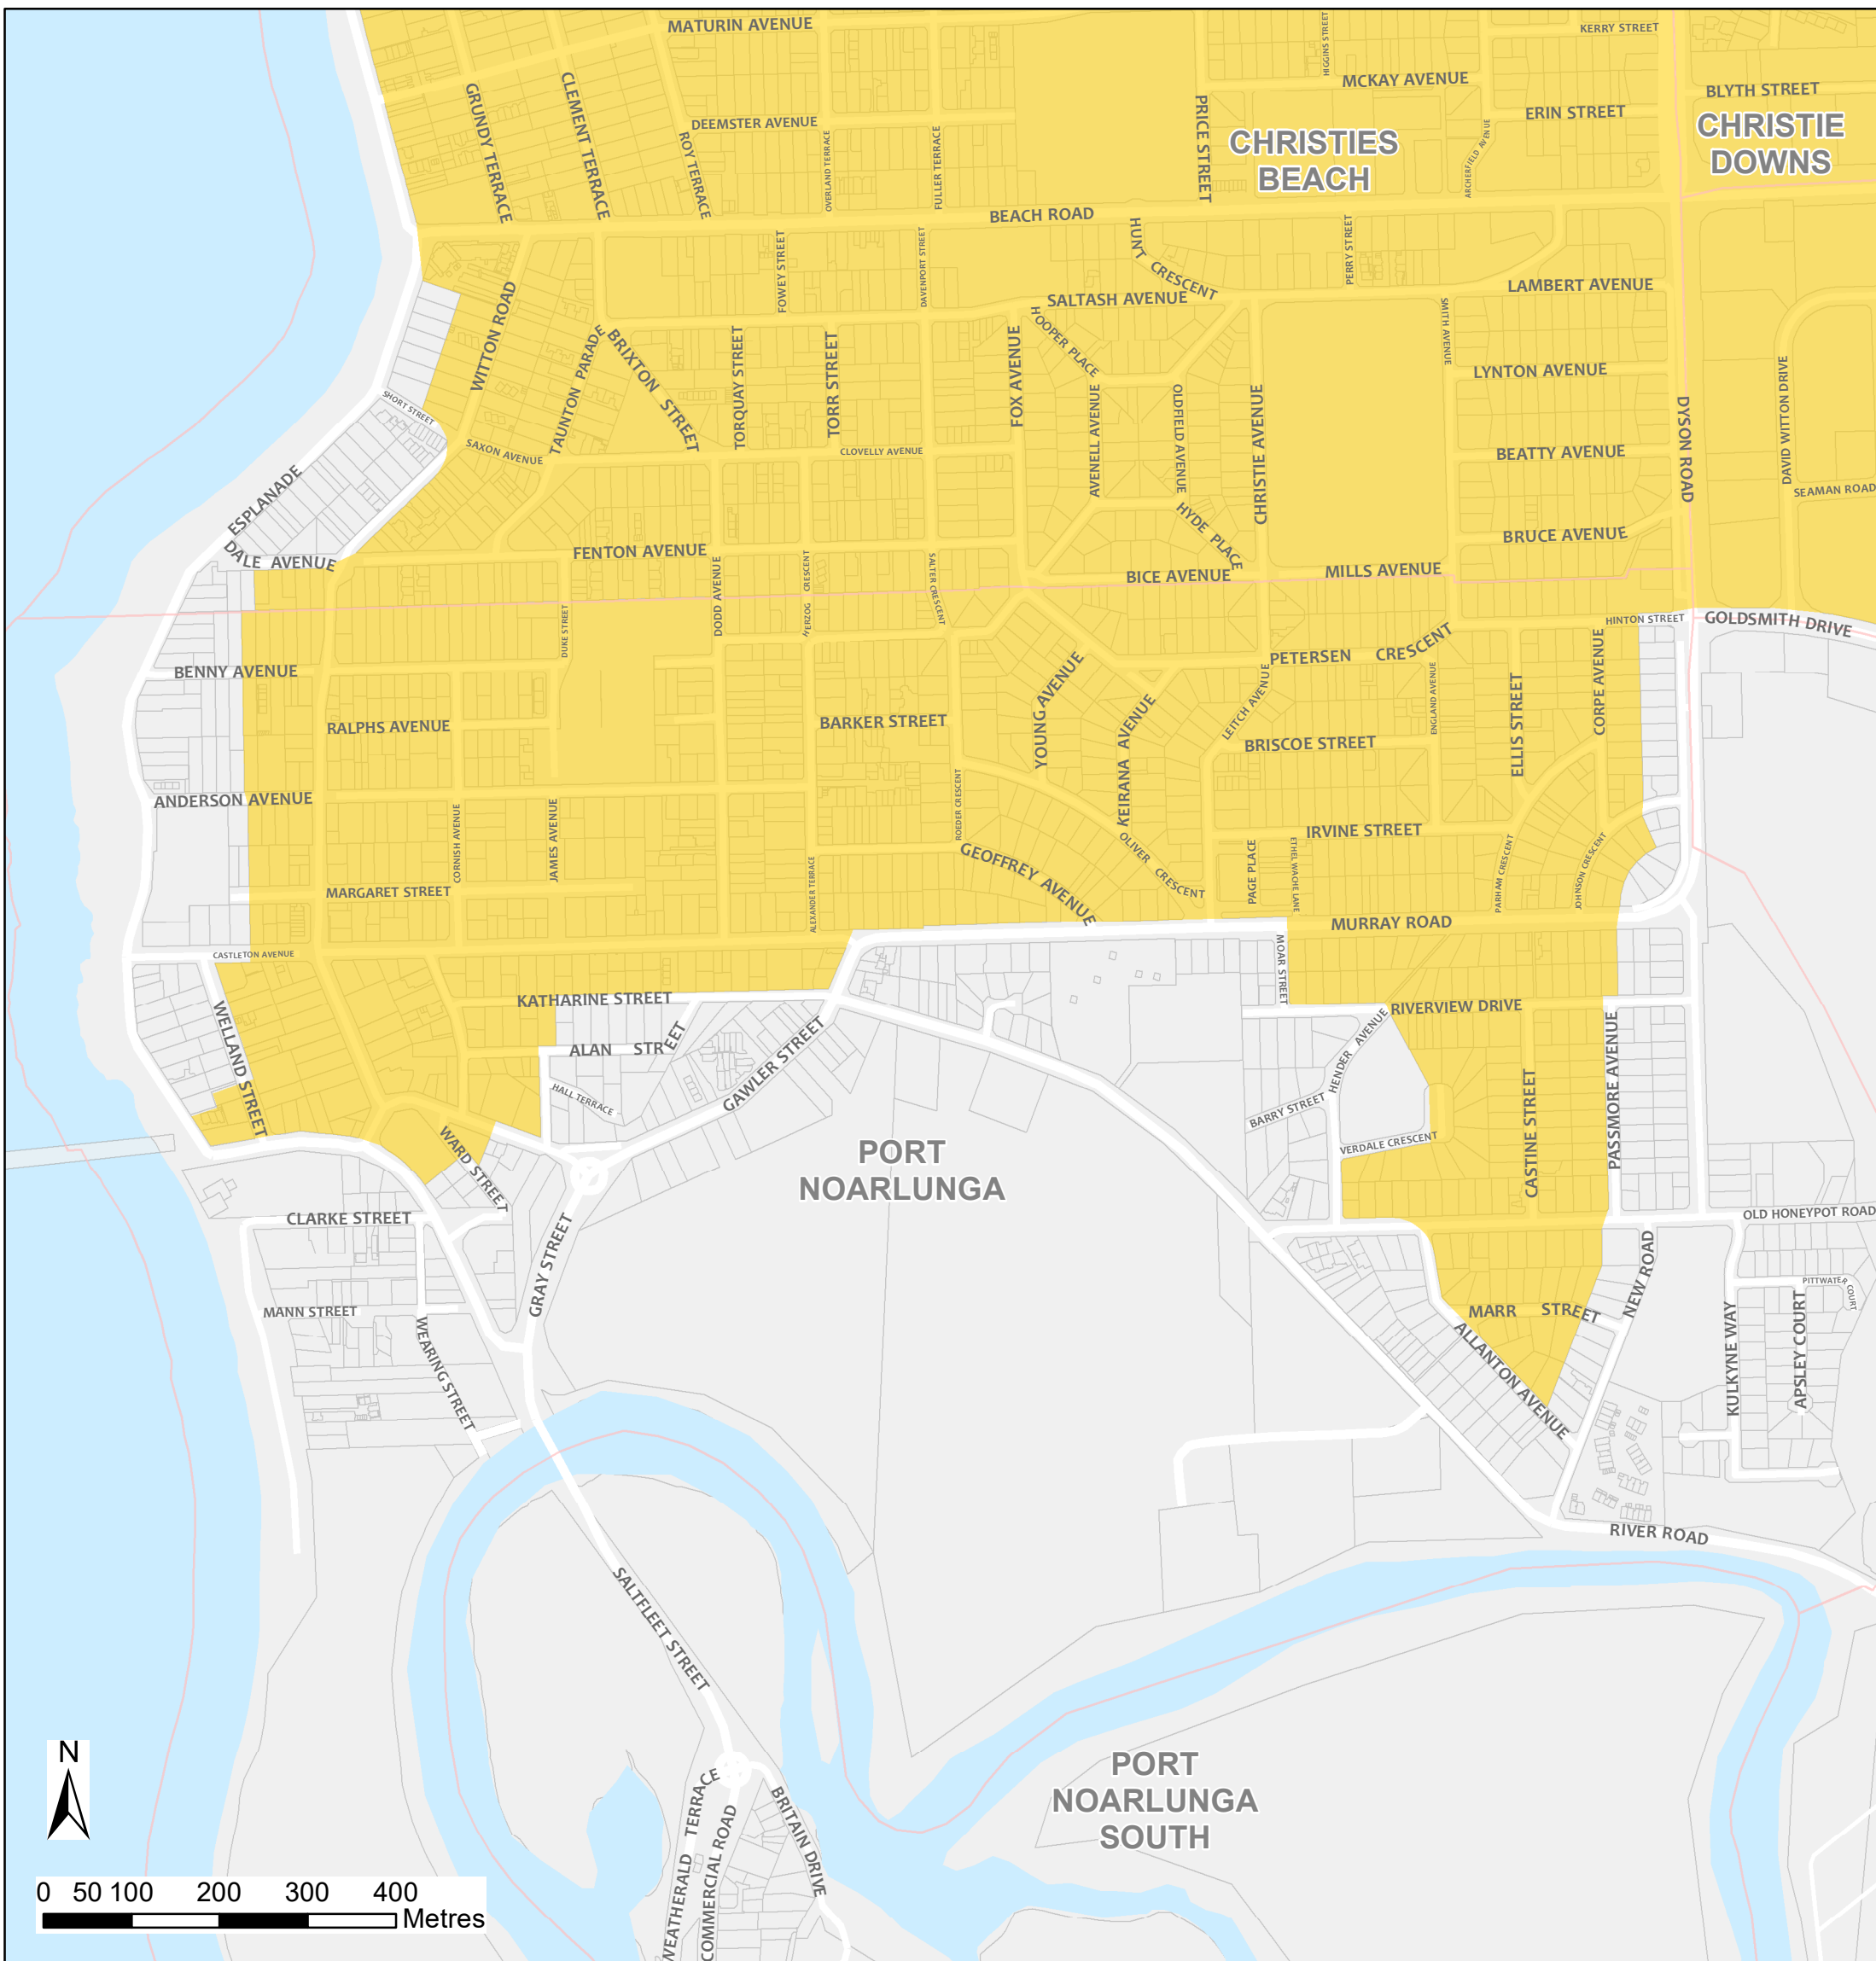 MATURIN AVENUE
KERRY STREET
HIGGINS STREET
MCKAY AVENUE
BLYTH STREET
GRUNDY TERRACE
CLEMENT TERRACE
ROY TERRACE
DEEMSTER AVENUE
OVERLAND TERRACE
FULLER TERRACE
PRICE STREET
CHRISTIES
BEACH
ARCHERFIELD AVENUE
ERIN STREET
CHRISTIE
DOWNS
BEACH ROAD
HUNT CRESCENT
PERRY STREET
FOWEY STREET
DAVENPORT STREET
SALTASH AVENUE
LAMBERT AVENUE
WITTON ROAD
TAUNTON PARADE
BRIXTON STREET
TORQUAY STREET
TORR STREET
FOX AVENUE
HOOPER PLACE
SMITH AVENUE
LYNTON AVENUE
SHORT STREET
SAXON AVENUE
CLOVELLY AVENUE
AVENELL AVENUE
OLDFIELD AVENUE
CHRISTIE AVENUE
BEATTY AVENUE
DYSON ROAD
DAVID WITTON DRIVE
SEAMAN ROAD
ESPLANADE
DALE AVENUE
FENTON AVENUE
HYDE PLACE
BRUCE AVENUE
DODD AVENUE
HERZOG CRESCENT
SALTER CRESCENT
BICE AVENUE
MILLS AVENUE
DUKE STREET
HINTON STREET
GOLDSMITH DRIVE
BENNY AVENUE
PETERSEN CRESCENT
CORPE AVENUE
RALPHS AVENUE
BARKER STREET
YOUNG AVENUE
KEIRANA AVENUE
LEITCH AVENUE
ENGLAND AVENUE
BRISCOE STREET
ELLIS STREET
ANDERSON AVENUE
CORNISH AVENUE
JAMES AVENUE
ROEDER CRESCENT
OLIVER CRESCENT
IRVINE STREET
MARGARET STREET
ALEXANDER TERRACE
GEOFFREY AVENUE
PAGE PLACE
ETHEL WACHE LANE
PARHAM CRESCENT
JOHNSON CRESCENT
MURRAY ROAD
CASTLETON AVENUE
MOAR STREET
WELLAND STREET
KATHARINE STREET
RIVERVIEW DRIVE
ALAN STREET
HALL TERRACE
GAWLER STREET
HENDER AVENUE
BARRY STREET
VERDALE CRESCENT
CASTINE STREET
PASSMORE AVENUE
WARD STREET
PORT
NOARLUNGA
CLARKE STREET
GRAY STREET
OLD HONEYPOT ROAD
MANN STREET
WEARING STREET
MARR STREET
NEW ROAD
PITTWATER COURT
ALLANTON AVENUE
KULKYNE WAY
APSLEY COURT
RIVER ROAD
SALTFLEET STREET
N
PORT
NOARLUNGA
SOUTH
WEATHERALD TERRACE
COMMERCIAL ROAD
BRITAIN DRIVE
0 50 100 200 300 400
Metres